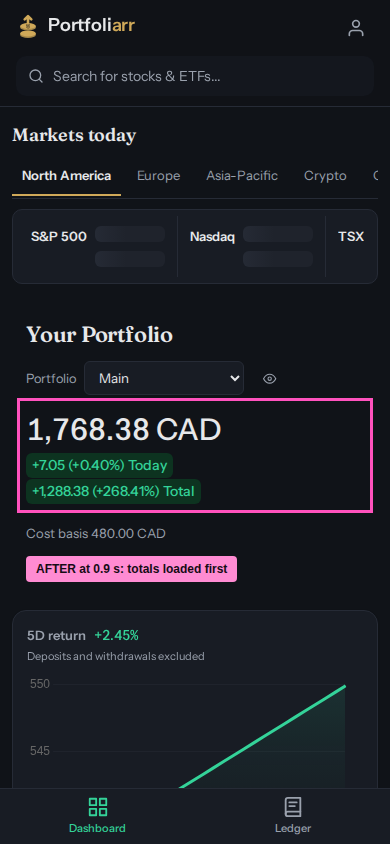 Portfoliarr
Search for stocks & ETFs...
Markets today
North America Europe Asia-Pacific Crypto
S&P 500 Nasdaq TSX
Your Portfolio
Portfolio Main
1,768.38 CAD
+7.05 (+0.40%) Today
+1,288.38 (+268.41%) Total
Cost basis 480.00 CAD
AFTER at 0.9 s: totals loaded first
5D return +2.45%
Deposits and withdrawals excluded
550
545
Dashboard Ledger